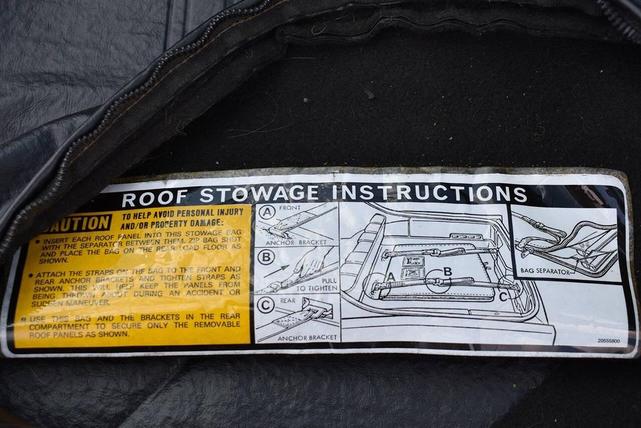 ROOF STOWAGE INSTRUCTIONS
CAUTION
TO HELP AVOID PERSONAL INJURY
AND/OR PROPERTY DAMAGE:
• INSERT EACH ROOF PANEL INTO THIS STOWAGE BAG
WITH THE SEPARATOR BETWEEN THEM. ZIP BAG SHUT
AND PLACE THE BAG ON THE REAR LOAD FLOOR AS
SHOWN.
• ATTACH THE STRAPS ON THE BAG TO THE FRONT AND
REAR ANCHOR BRACKETS AND TIGHTEN STRAPS AS
SHOWN. THIS WILL HELP KEEP THE PANELS FROM
BEING THROWN ABOUT DURING AN ACCIDENT OR
SUDDEN MANEUVER.
• USE THIS BAG AND THE BRACKETS IN THE REAR
COMPARTMENT TO SECURE ONLY THE REMOVABLE
ROOF PANELS AS SHOWN.
A
FRONT
ANCHOR BRACKET
B
PULL
TO TIGHTEN
C
REAR
ANCHOR BRACKET
A
B
C
BAG SEPARATOR
20555800